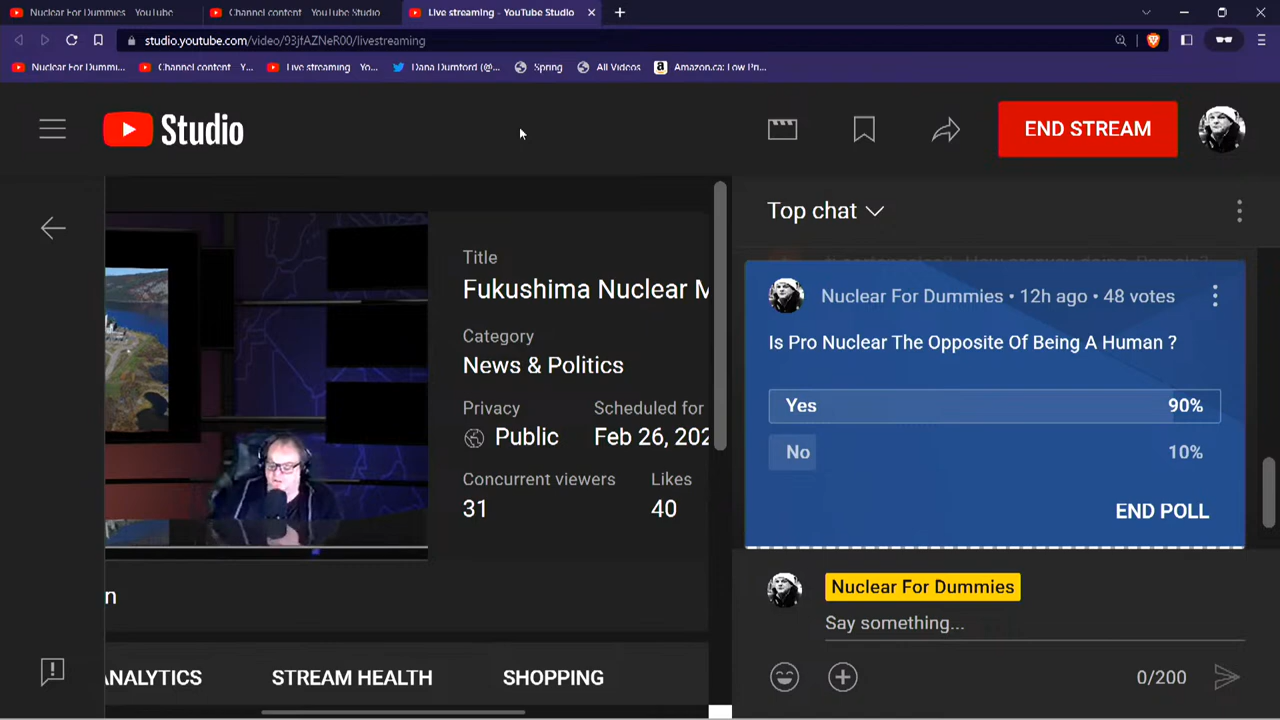 Nuclear For Dummies - YouTube
Channel content - YouTube Studio
Live streaming - YouTube Studio
studio.youtube.com/video/93jfAZNeR00/livestreaming
Nuclear For Dummi...
Channel content - Y...
Live streaming - Yo...
Dana Durnford (@...
Spring
All Videos
Amazon.ca: Low Pri...
Studio
END STREAM
Title
Fukushima Nuclear M
Category
News & Politics
Privacy
Scheduled for
Public
Feb 26, 202
Concurrent viewers
Likes
31
40
n
ANALYTICS
STREAM HEALTH
SHOPPING
Top chat
Nuclear For Dummies • 12h ago • 48 votes
Is Pro Nuclear The Opposite Of Being A Human ?
Yes 90%
No 10%
END POLL
Nuclear For Dummies
Say something...
0/200